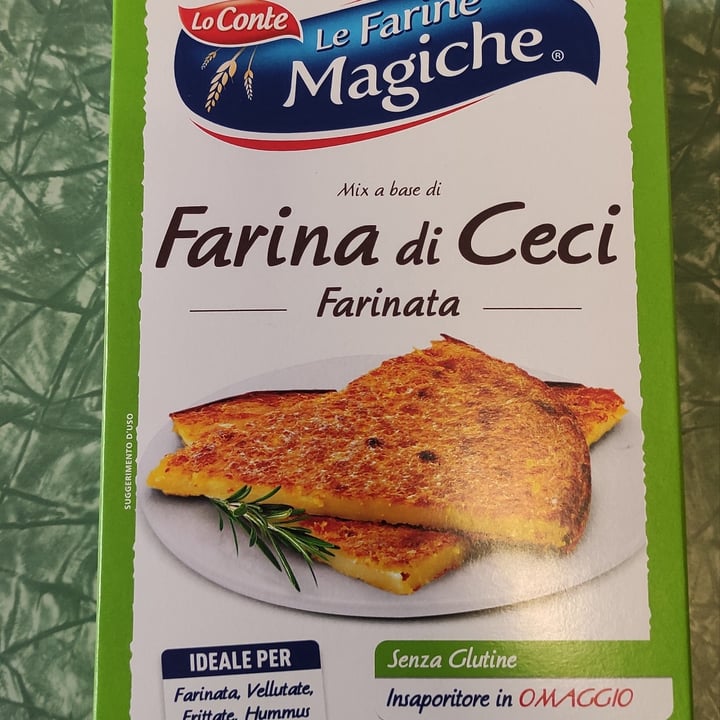 Lo Conte
Le Farine
Magiche ®
Mix a base di
Farina di Ceci
Farinata
SUGGERIMENTO D'USO
IDEALE PER
Farinata, Vellutate,
Frittate, Hummus
Senza Glutine
Insaporitore in OMAGGIO